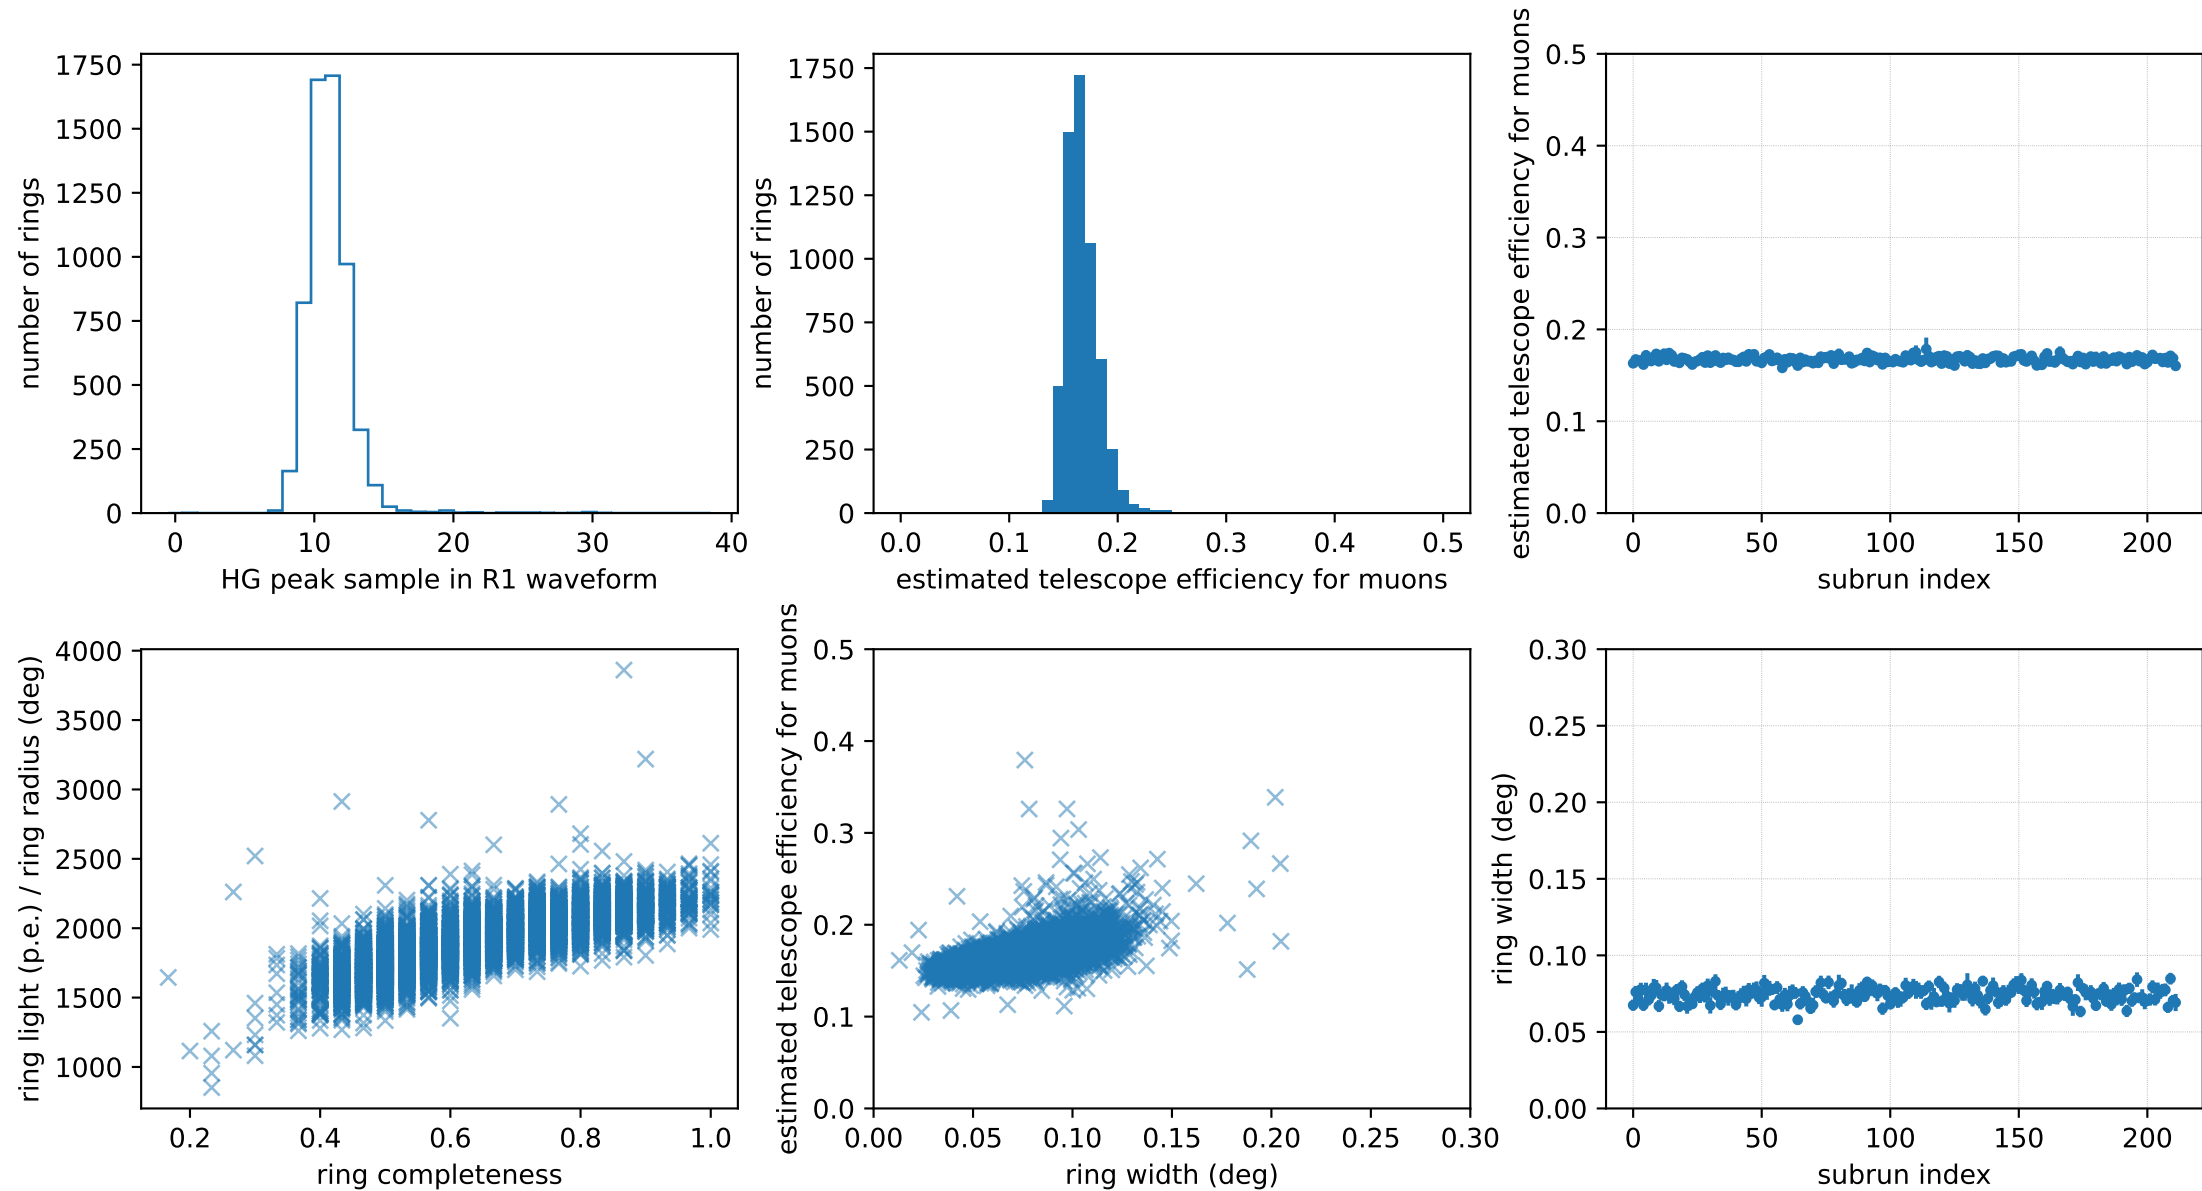 number of rings
1750
1500
1250
1000
750
500
250
0
0 10 20 30 40
HG peak sample in R1 waveform
number of rings
1750
1500
1250
1000
750
500
250
0
0.0 0.1 0.2 0.3 0.4 0.5
estimated telescope efficiency for muons
estimated telescope efficiency for muons
0.5
0.4
0.3
0.2
0.1
0.0
0 50 100 150 200
subrun index
ring light (p.e.) / ring radius (deg)
4000
3500
3000
2500
2000
1500
1000
0.2 0.4 0.6 0.8 1.0
ring completeness
estimated telescope efficiency for muons
0.5
0.4
0.3
0.2
0.1
0.0
0.00 0.05 0.10 0.15 0.20 0.25 0.30
ring width (deg)
ring width (deg)
0.30
0.25
0.20
0.15
0.10
0.05
0.00
0 50 100 150 200
subrun index